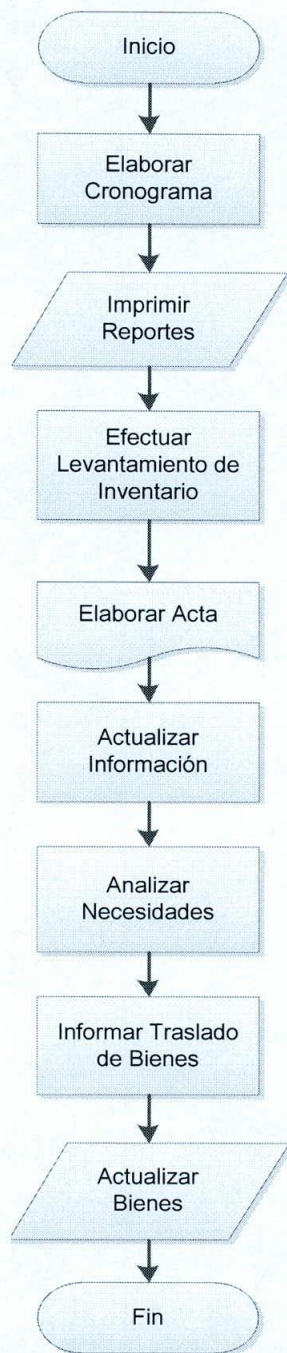 Inicio
Elaborar
Cronograma
Imprimir
Reportes
Efectuar
Levantamiento de
Inventario
Elaborar Acta
Actualizar
Información
Analizar
Necesidades
Informar Traslado
de Bienes
Actualizar
Bienes
Fin